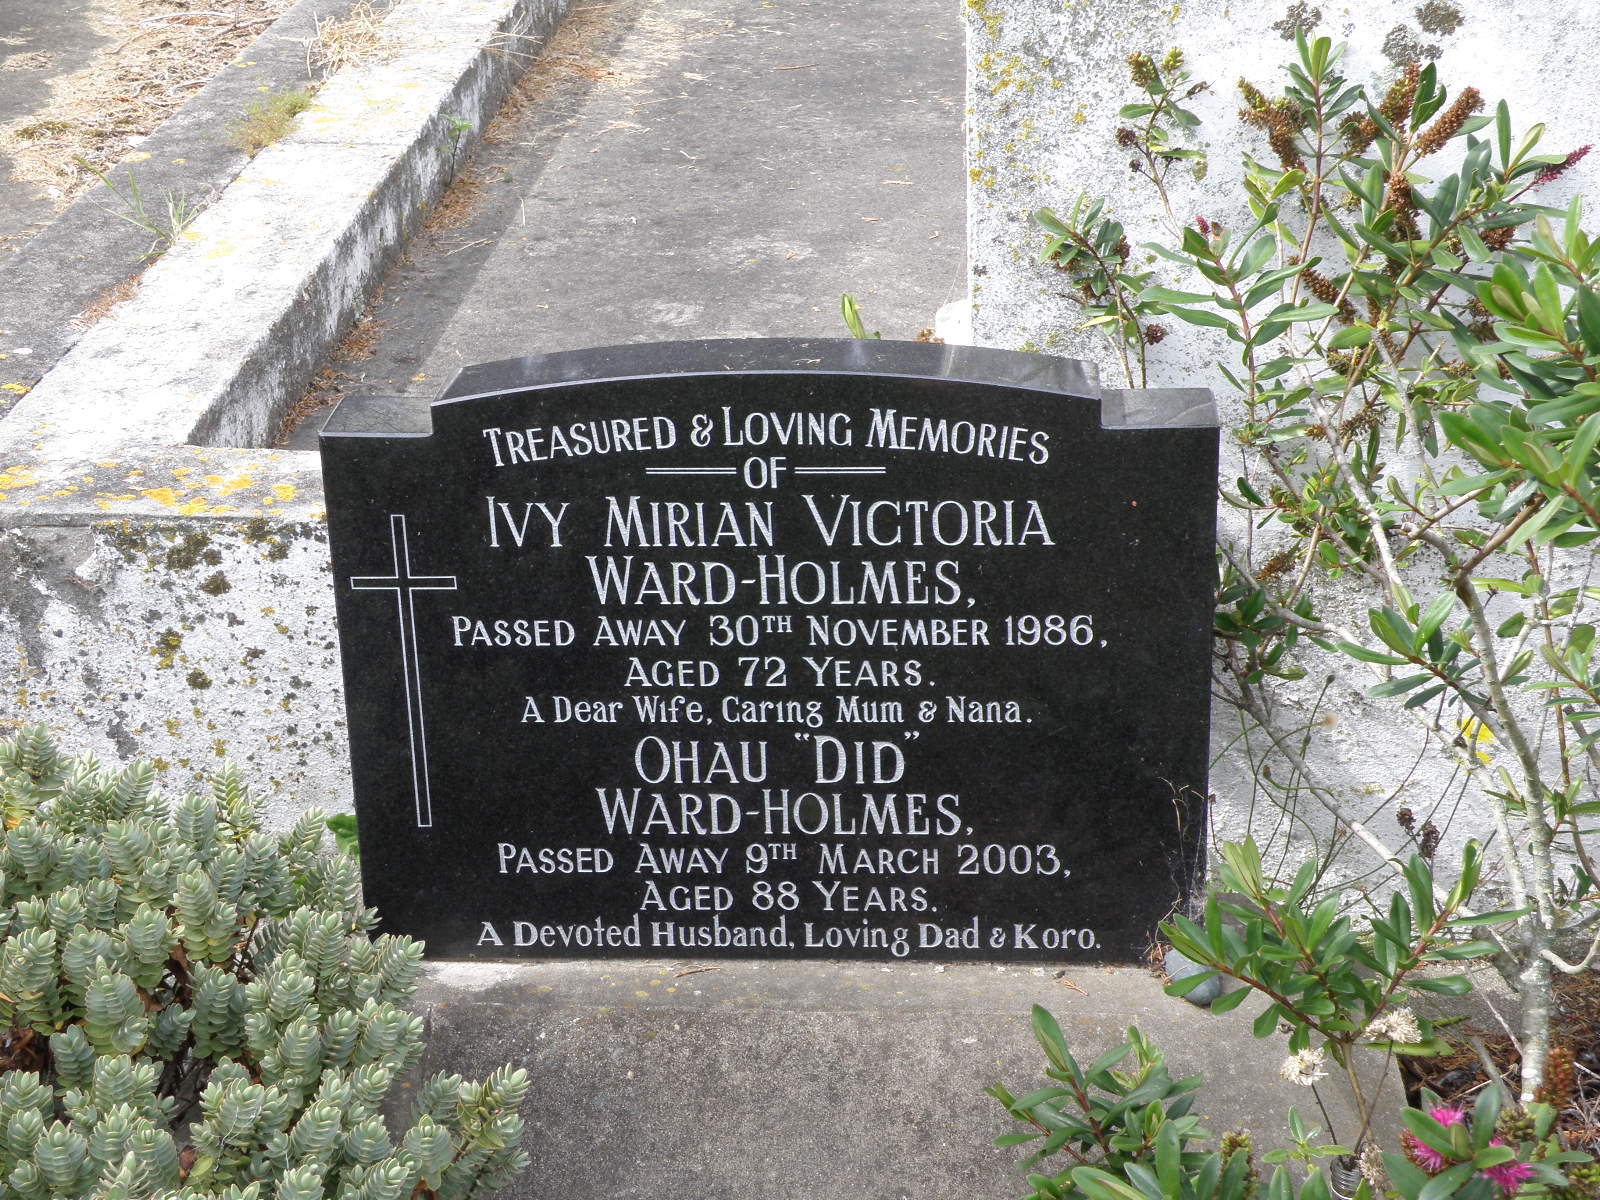 TREASURED & LOVING MEMORIES
OF
IVY MIRIAN VICTORIA
WARD-HOLMES,
PASSED AWAY 30TH NOVEMBER 1986,
AGED 72 YEARS.
A Dear Wife, Caring Mum & Nana.
OHAU "DID"
WARD-HOLMES,
PASSED AWAY 9TH MARCH 2003,
AGED 88 YEARS.
A Devoted Husband, Loving Dad & Koro.